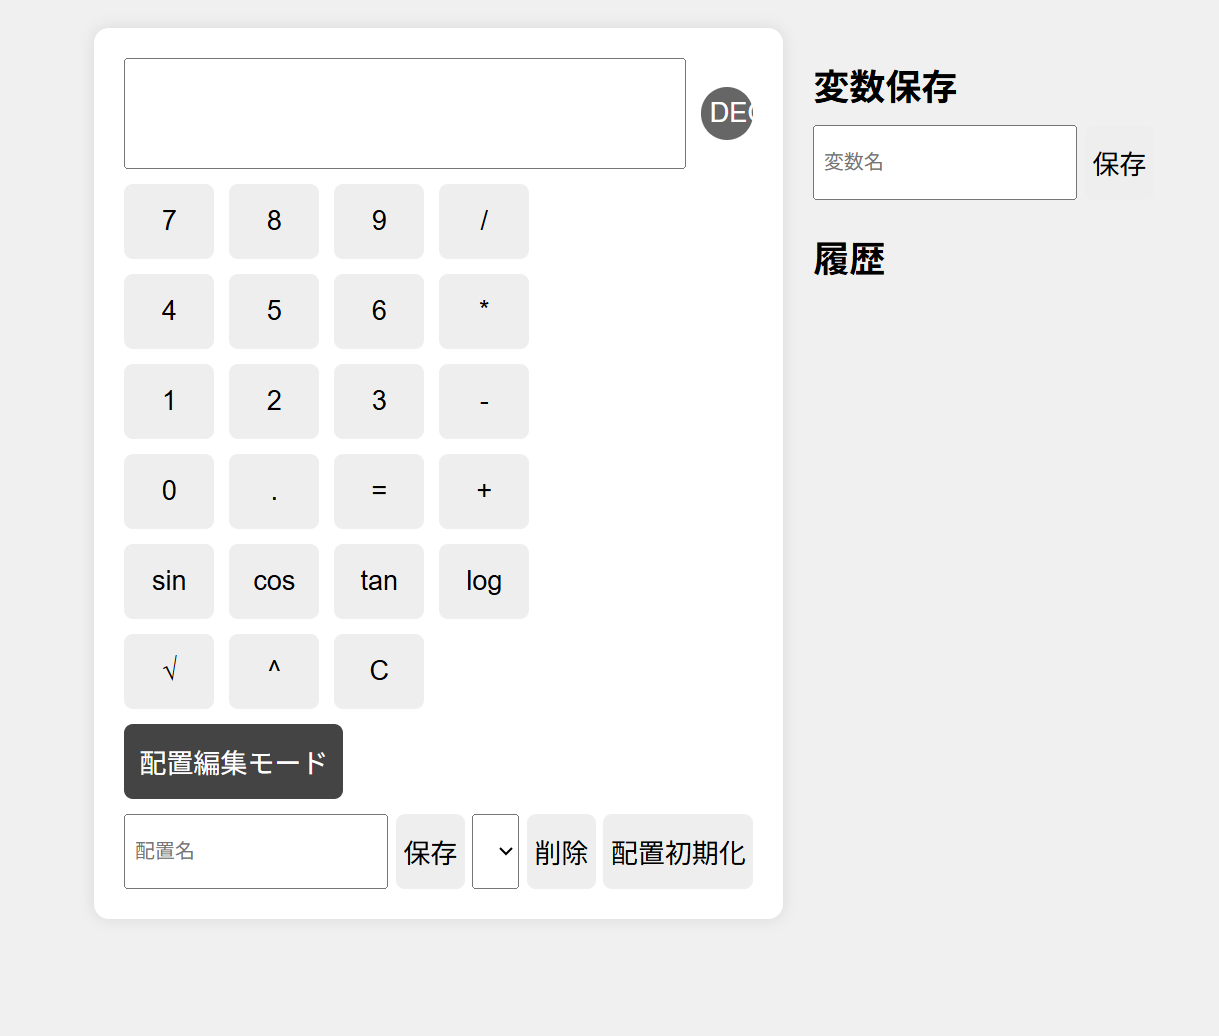 DEG
変数保存
変数名 保存
7 8 9 /
履歴
4 5 6 *
1 2 3 -
0 . = +
sin cos tan log
√ ^ C
配置編集モード
配置名 保存 削除 配置初期化